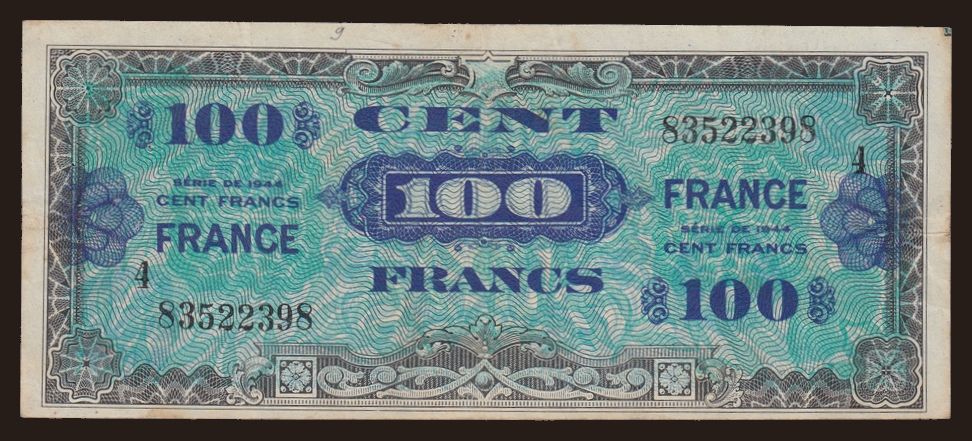 9
100 CENT 83522398
4
SÉRIE DE 1944
CENT FRANCS
FRANCE
100
FRANCE
SÉRIE DE 1944
CENT FRANCS
4
FRANCS
83522398
100